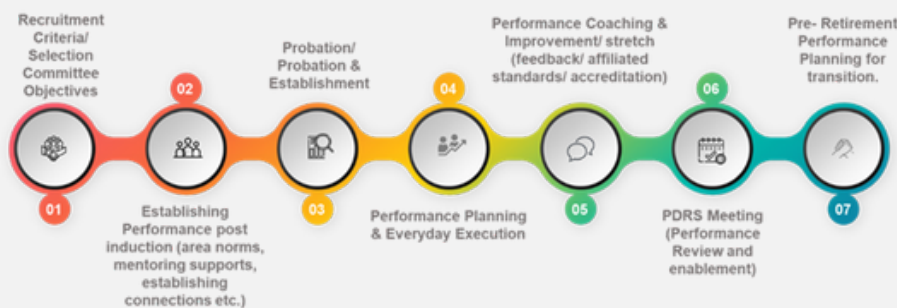 Recruitment
Criteria/
Selection
Committee
Objectives
01
02
Establishing
Performance post
induction (area norms,
mentoring supports,
establishing
connections etc.)
Probation/
Probation &
Establishment
03
04
Performance Planning
& Everyday Execution
Performance Coaching &
Improvement/ stretch
(feedback/ affiliated
standards/ accreditation)
05
06
PDRS Meeting
(Performance
Review and
enablement)
Pre- Retirement
Performance
Planning for
transition.
07